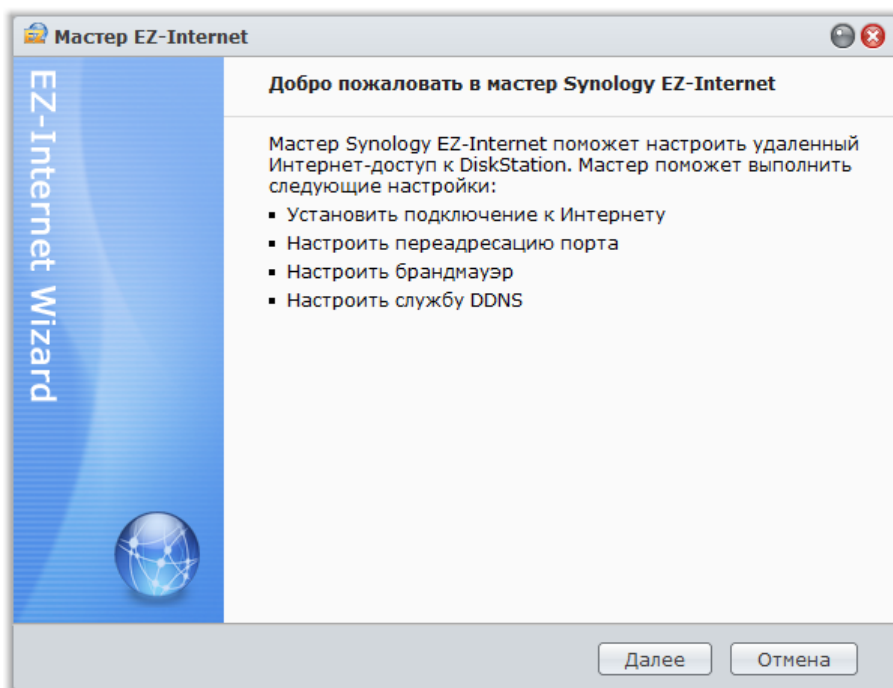 Мастер EZ-Internet
EZ-Internet Wizard
Добро пожаловать в мастер Synology EZ-Internet
Мастер Synology EZ-Internet поможет настроить удаленный
Интернет-доступ к DiskStation. Мастер поможет выполнить
следующие настройки:
▪ Установить подключение к Интернету
▪ Настроить переадресацию порта
▪ Настроить брандмауэр
▪ Настроить службу DDNS
Далее
Отмена